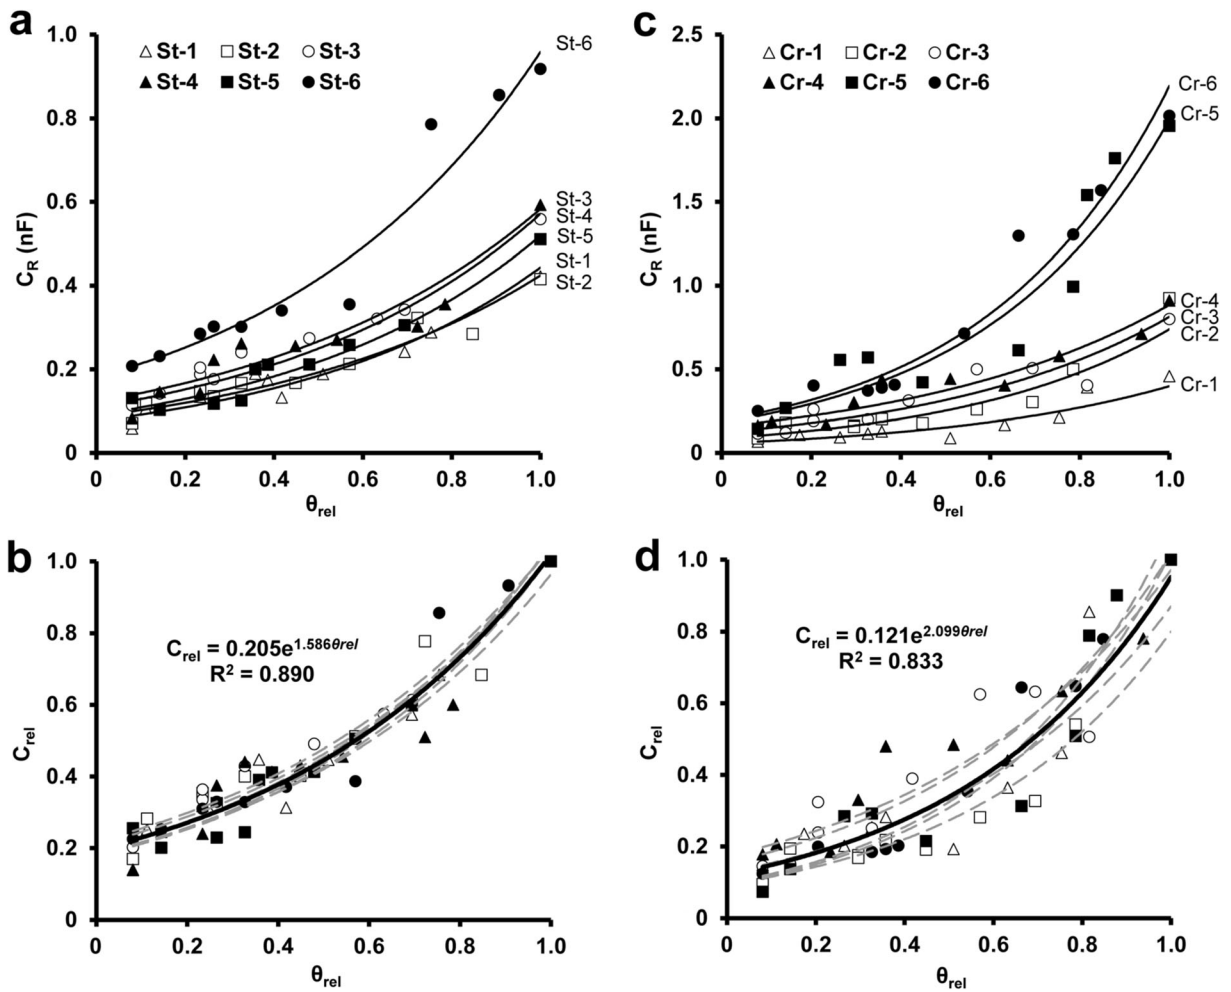 a
1.0
0.8
0.6
0.4
0.2
0
C_R (nF)
△ St-1 □ St-2 ○ St-3
▲ St-4 ■ St-5 ● St-6
St-6
St-3
St-4
St-5
St-1
St-2
0 0.2 0.4 0.6 0.8 1.0
θ_rel
c
2.5
2.0
1.5
1.0
0.5
0
C_R (nF)
△ Cr-1 □ Cr-2 ○ Cr-3
▲ Cr-4 ■ Cr-5 ● Cr-6
Cr-6
Cr-5
Cr-4
Cr-3
Cr-2
Cr-1
0 0.2 0.4 0.6 0.8 1.0
θ_rel
b
1.0
0.8
0.6
0.4
0.2
0
C_rel
C_rel = 0.205e^1.586θrel
R² = 0.890
0 0.2 0.4 0.6 0.8 1.0
θ_rel
d
1.0
0.8
0.6
0.4
0.2
0
C_rel
C_rel = 0.121e^2.099θrel
R² = 0.833
0 0.2 0.4 0.6 0.8 1.0
θ_rel